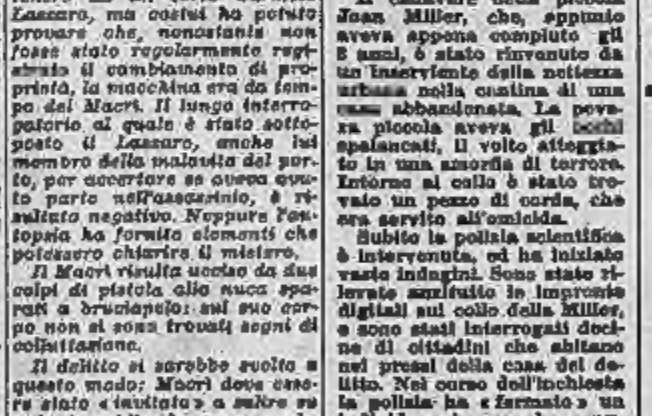 Lazzaro, ma costui ha potuto
provare che, nonostante non
fosse stato regolarmente regi-
strato il cambiamento di pro-
prietà, la macchina era da tem-
po del Macrì. Il lungo interro-
gatorio al quale è stato sotto-
posto il Lazzaro, anche lui
membro della malavita del por-
to, per accertare se aveva avu-
to parte nell'assassinio, è ri-
sultato negativo. Neppure l'au-
topsia ha fornito elementi che
potessero chiarire il mistero.
Il Macrì risulta ucciso da due
colpi di pistola alla nuca spa-
rati a bruciapelo: sul suo cor-
po non si sono trovati segni di
colluttazione.
Il delitto si sarebbe svolto a
questo modo: Macrì deve esse-
re stato « invitato » a salire su
Joan Miller, che, appunto
aveva appena compiuto gli
8 anni, è stato rinvenuto da
un inserviente della nettezza
urbana nella cantina di una
casa abbandonata. La pove-
ra piccola aveva gli occhi
spalancati, il volto atteggia-
to in una smorfia di terrore.
Intorno al collo è stato tro-
vato un pezzo di corda, che
era servito all'omicida.
Subito la polizia scientifica
è intervenuta, ed ha iniziato
vaste indagini. Sono state ri-
levate anzitutto le impronte
digitali sul collo della Miller,
e sono stati interrogati deci-
ne di cittadini che abitano
nei pressi della casa del de-
litto. Nel corso dell'inchiesta
la polizia ha « fermato » un